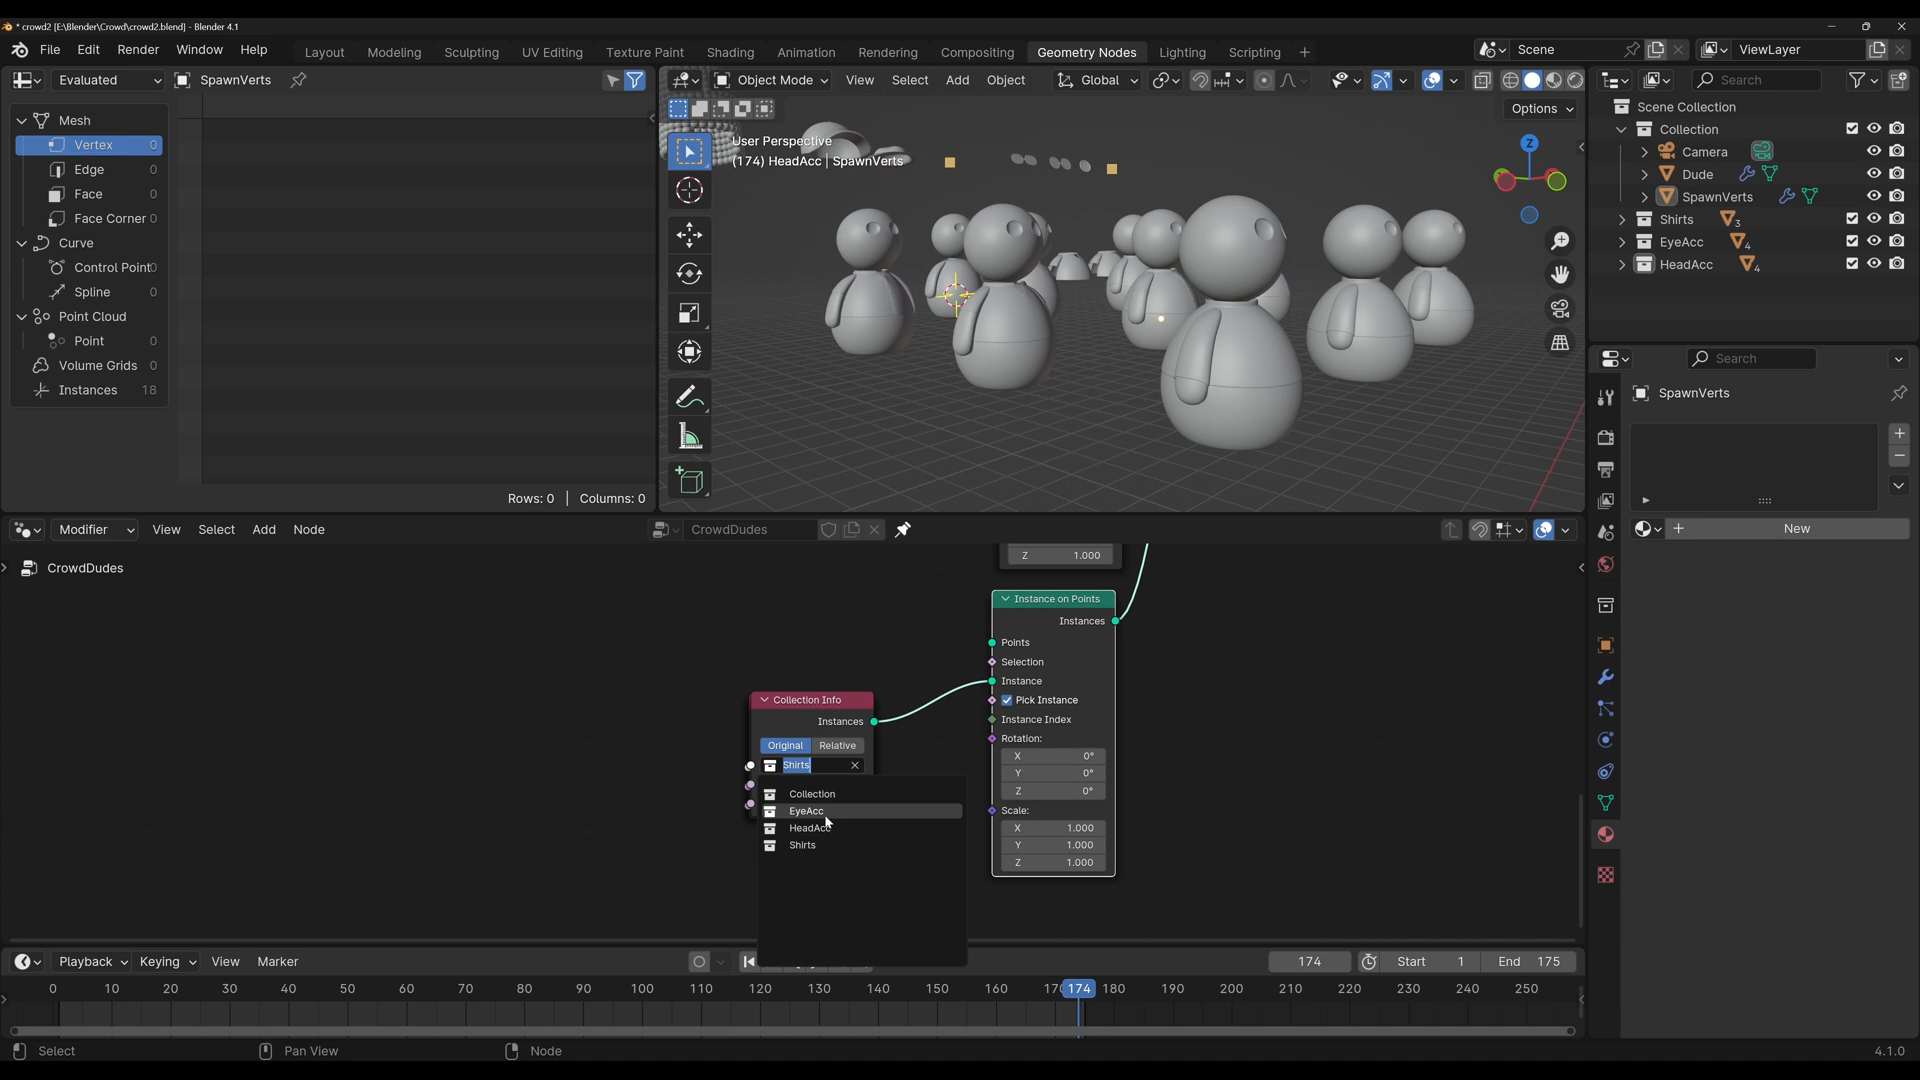 * crowd2 [E:\Blender\Crowd\crowd2.blend] - Blender 4.1
File Edit Render Window Help
Layout Modeling Sculpting UV Editing Texture Paint Shading Animation Rendering Compositing Geometry Nodes Lighting Scripting +
Scene
ViewLayer
Evaluated
SpawnVerts
Object Mode View Select Add Object Global
Search
Options
Mesh
Vertex 0
Edge 0
Face 0
Face Corner 0
Curve
Control Point 0
Spline 0
Point Cloud
Point 0
Volume Grids 0
Instances 18
Rows: 0 | Columns: 0
User Perspective
(174) HeadAcc | SpawnVerts
Z
Scene Collection
Collection
Camera
Dude
SpawnVerts
Shirts 3
EyeAcc 4
HeadAcc 4
Search
SpawnVerts
New
Modifier View Select Add Node
CrowdDudes
CrowdDudes
Z 1.000
Instance on Points
Instances
Points
Selection
Instance
Pick Instance
Instance Index
Rotation:
X 0°
Y 0°
Z 0°
Scale:
X 1.000
Y 1.000
Z 1.000
Collection Info
Instances
Original Relative
Shirts
Collection
EyeAcc
HeadAcc
Shirts
Playback Keying View Marker
174
Start 1
End 175
0 10 20 30 40 50 60 70 80 90 100 110 120 130 140 150 160 170 174 180 190 200 210 220 230 240 250
Select
Pan View
Node
4.1.0